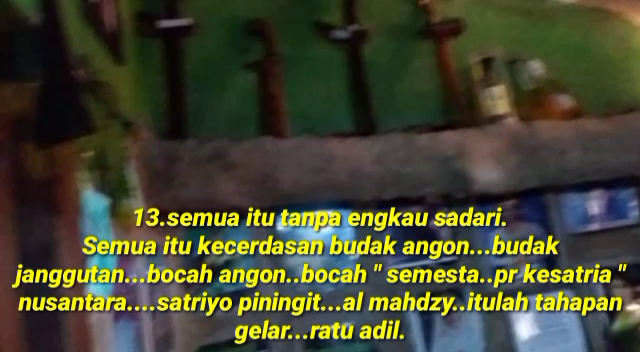 13.semua itu tanpa engkau sadari.
Semua itu kecerdasan budak angon...budak
janggutan...bocah angon..bocah " semesta..pr kesatria "
nusantara....satriyo piningit...al mahdzy..itulah tahapan
gelar...ratu adil.